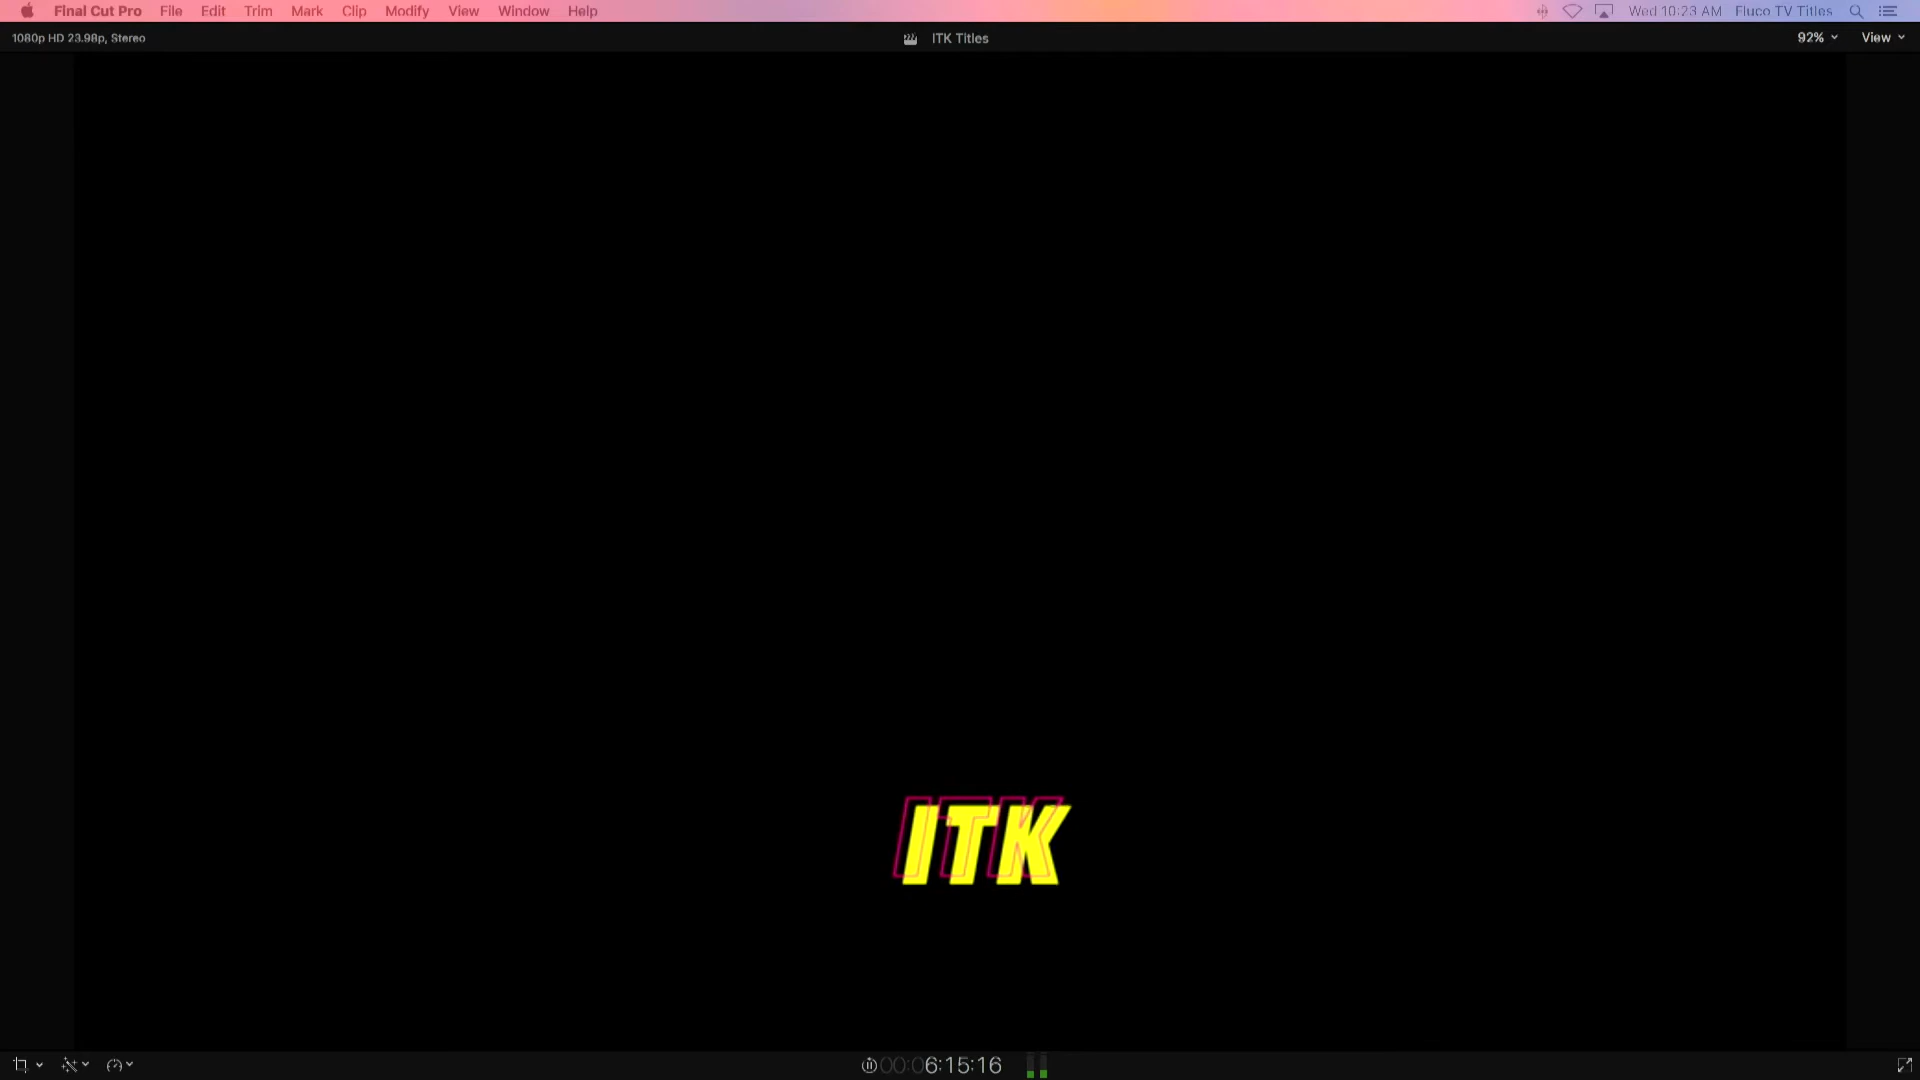 Final Cut Pro File Edit Trim Mark Clip Modify View Window Help Wed 10:23 AM Fluco TV Titles
1080p HD 23.98p, Stereo ITK Titles 92% View
ITK
00:06:15:16